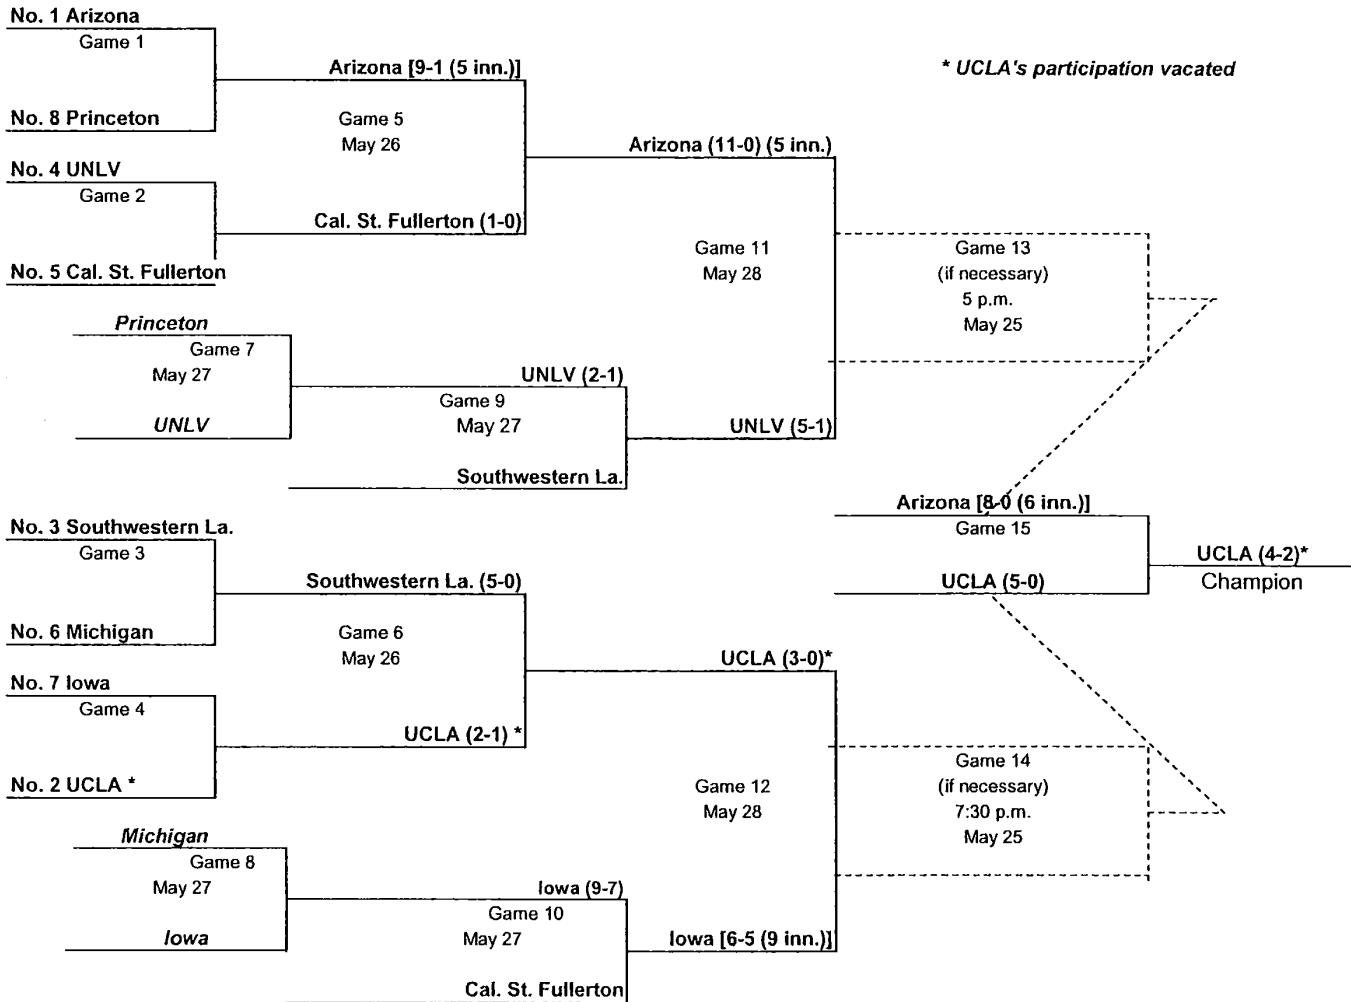 No. 1 Arizona
Game 1
Arizona [9-1 (5 inn.)]
* UCLA's participation vacated
No. 8 Princeton
Game 5
May 26
Arizona (11-0) (5 inn.)
No. 4 UNLV
Game 2
Cal. St. Fullerton (1-0)
No. 5 Cal. St. Fullerton
Game 11
May 28
Game 13
(if necessary)
5 p.m.
May 25
Princeton
Game 7
May 27
UNLV
UNLV (2-1)
Game 9
May 27
UNLV (5-1)
Southwestern La.
No. 3 Southwestern La.
Game 3
Arizona [8-0 (6 inn.)]
Game 15
UCLA (4-2)*
Champion
Southwestern La. (5-0)
UCLA (5-0)
No. 6 Michigan
Game 6
May 26
UCLA (3-0)*
No. 7 Iowa
Game 4
UCLA (2-1) *
No. 2 UCLA *
Game 12
May 28
Game 14
(if necessary)
7:30 p.m.
May 25
Michigan
Game 8
May 27
Iowa
Iowa (9-7)
Game 10
May 27
Iowa [6-5 (9 inn.)]
Cal. St. Fullerton